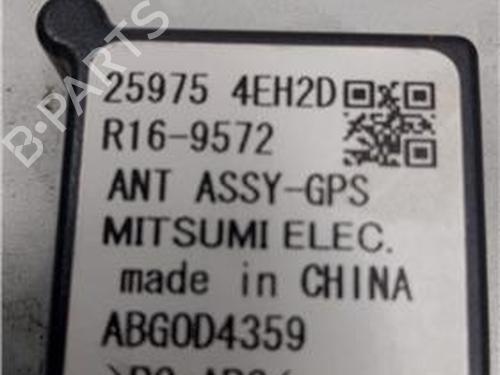 B-PARTS
25975 4EH2D
R16-9572
ANT ASSY-GPS
MITSUMI ELEC.
made in CHINA
ABG0D4359